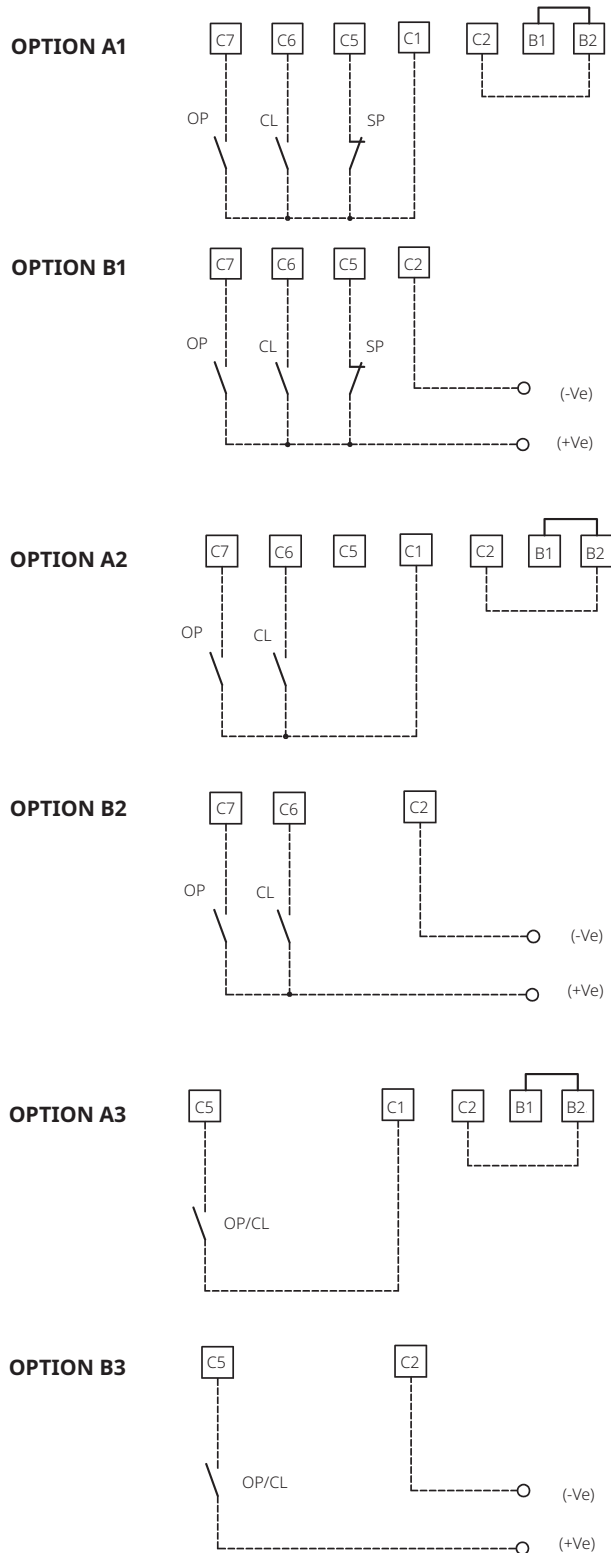 OPTION A1
C7 C6 C5 C1 C2 B1 B2
OP CL SP
OPTION B1
C7 C6 C5 C2
OP CL SP
(-Ve)
(+Ve)
OPTION A2
C7 C6 C5 C1 C2 B1 B2
OP CL
OPTION B2
C7 C6 C2
OP CL
(-Ve)
(+Ve)
OPTION A3
C5 C1 C2 B1 B2
OP/CL
OPTION B3
C5 C2
OP/CL
(-Ve)
(+Ve)